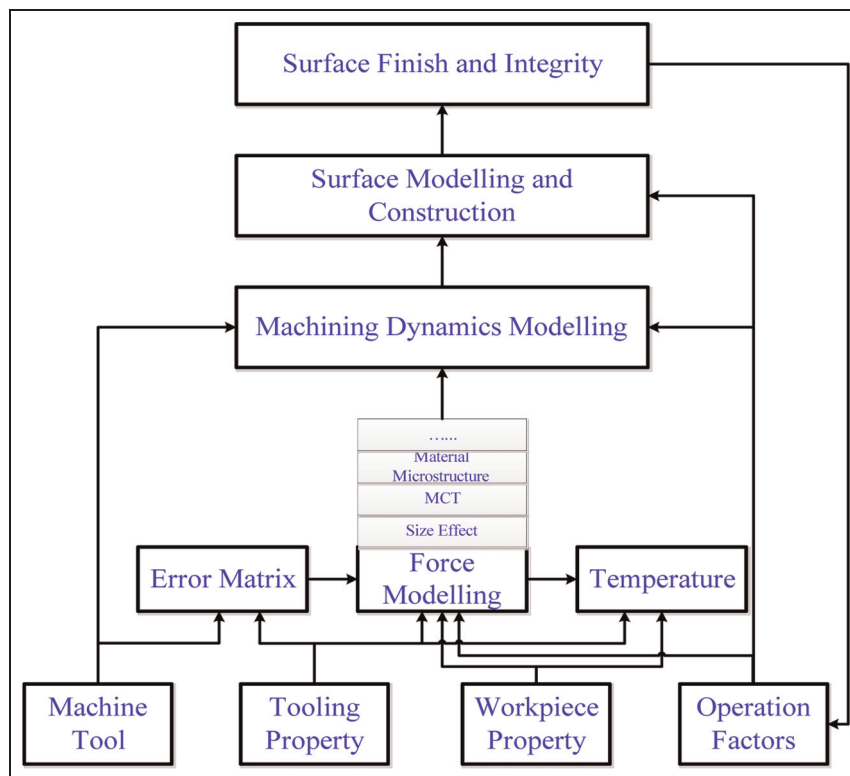 Surface Finish and Integrity
Surface Modelling and
Construction
Machining Dynamics Modelling
......
Material
Microstructure
MCT
Size Effect
Error Matrix
Force
Modelling
Temperature
Machine
Tool
Tooling
Property
Workpiece
Property
Operation
Factors